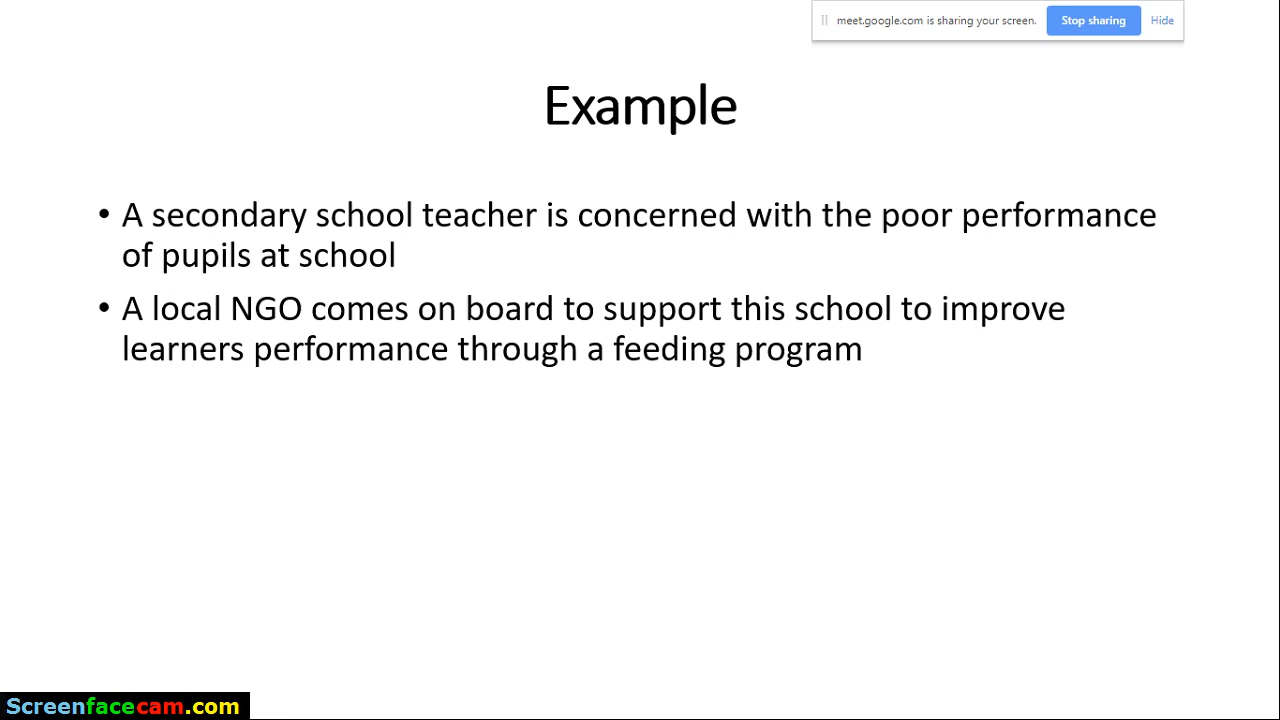 meet.google.com is sharing your screen.
Stop sharing
Hide
Example
• A secondary school teacher is concerned with the poor performance
of pupils at school
• A local NGO comes on board to support this school to improve
learners performance through a feeding program
Screenfacecam.com